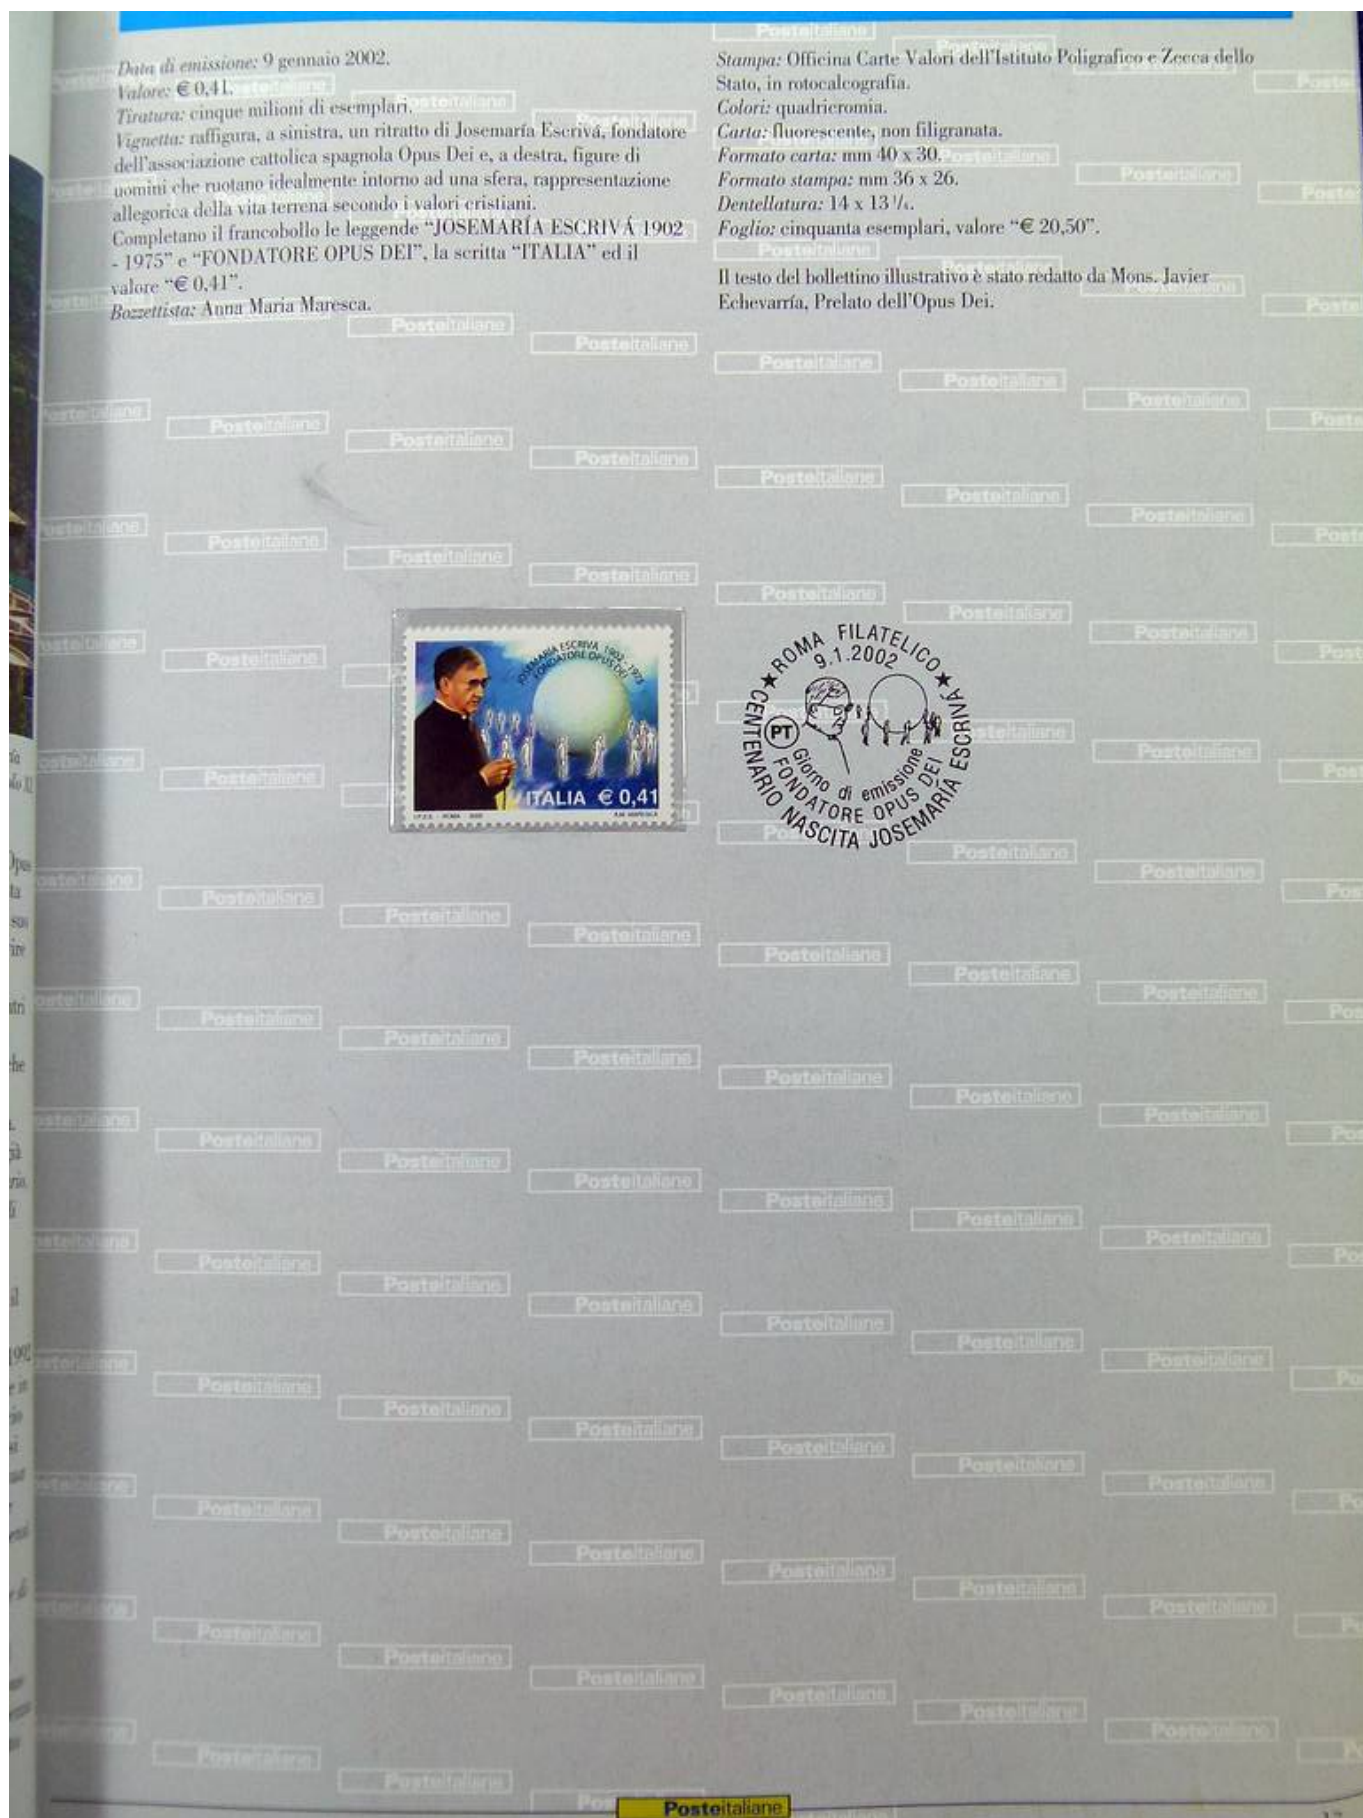 Data di emissione: 9 gennaio 2002.
Valore: € 0,41.
Tiratura: cinque milioni di esemplari.
Vignetta: raffigura, a sinistra, un ritratto di Josemaría Escrivá, fondatore
dell'associazione cattolica spagnola Opus Dei e, a destra, figure di
uomini che ruotano idealmente intorno ad una sfera, rappresentazione
allegorica della vita terrena secondo i valori cristiani.
Completano il francobollo le leggende “JOSEMARÍA ESCRIVÁ 1902
- 1975” e “FONDATORE OPUS DEI”, la scritta “ITALIA” ed il
valore “€ 0,41”.
Bozzettista: Anna Maria Maresca.
Stampa: Officina Carte Valori dell'Istituto Poligrafico e Zecca dello
Stato, in rotocalcografia.
Colori: quadricromia.
Carta: fluorescente, non filigranata.
Formato carta: mm 40 x 30.
Formato stampa: mm 36 x 26.
Dentellatura: 14 x 13 ¼.
Foglio: cinquanta esemplari, valore “€ 20,50”.
Il testo del bollettino illustrativo è stato redatto da Mons. Javier
Echevarría, Prelato dell'Opus Dei.
JOSEMARÍA ESCRIVÁ 1902 - 1975
FONDATORE OPUS DEI
ITALIA € 0,41
I.P.Z.S. - ROMA 2002
A.M. MARESCA
ROMA FILATELICO
9.1.2002
PT
Giorno di emissione
FONDATORE OPUS DEI
CENTENARIO NASCITA JOSEMARÍA ESCRIVÁ
Posteitaliane